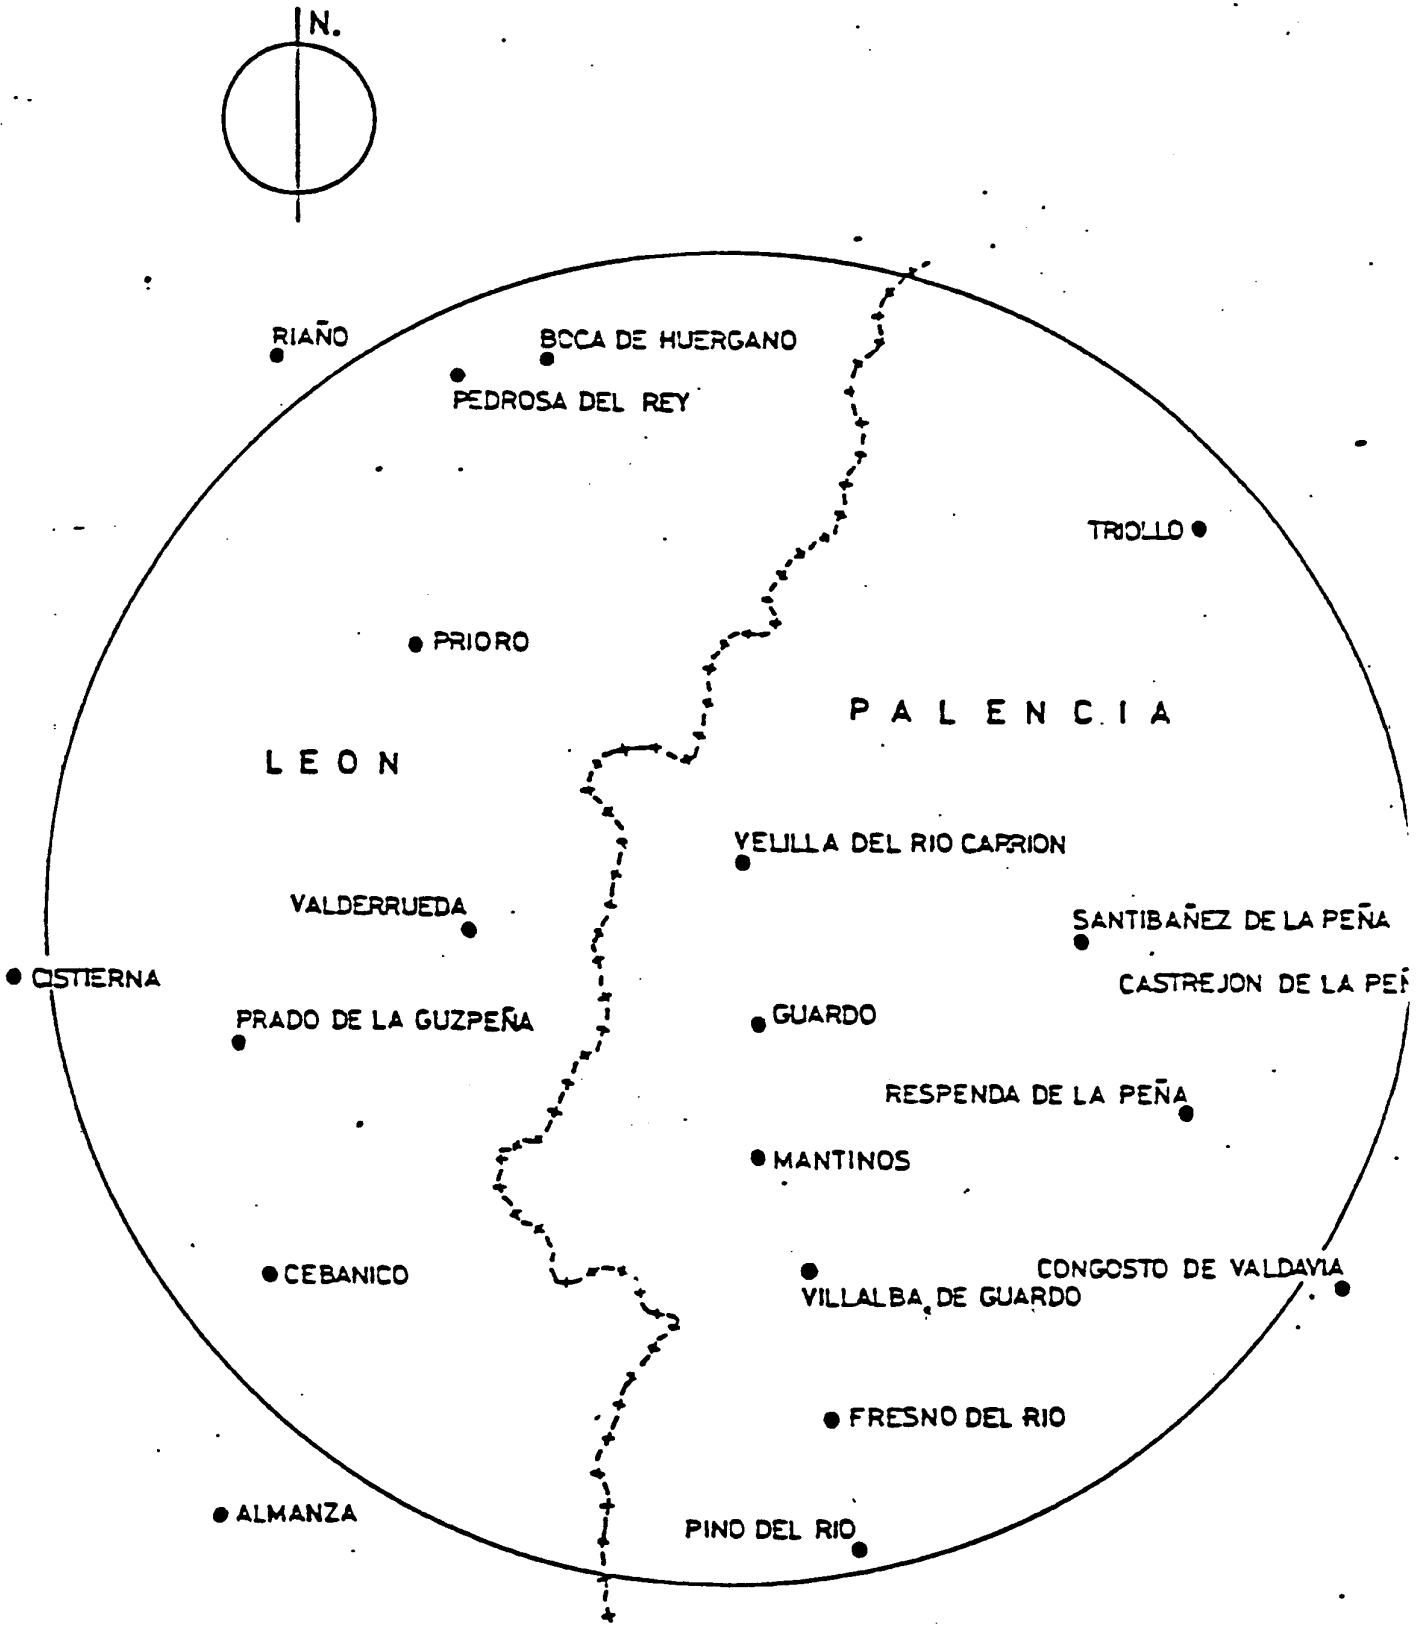 N.
RIAÑO
BOCA DE HUERGANO
PEDROSA DEL REY
TRIOLLO
PRIORO
PALENCIA
LEON
VELILLA DEL RIO CARRION
VALDERRUEDA
SANTIBAÑEZ DE LA PEÑA
CISTIERNA
CASTREJON DE LA PEÑ
PRADO DE LA GUZPEÑA
GUARDO
RESPENDA DE LA PEÑA
MANTINOS
CEBANICO
CONGOSTO DE VALDAVIA
VILLALBA DE GUARDO
FRESNO DEL RIO
ALMANZA
PINO DEL RIO